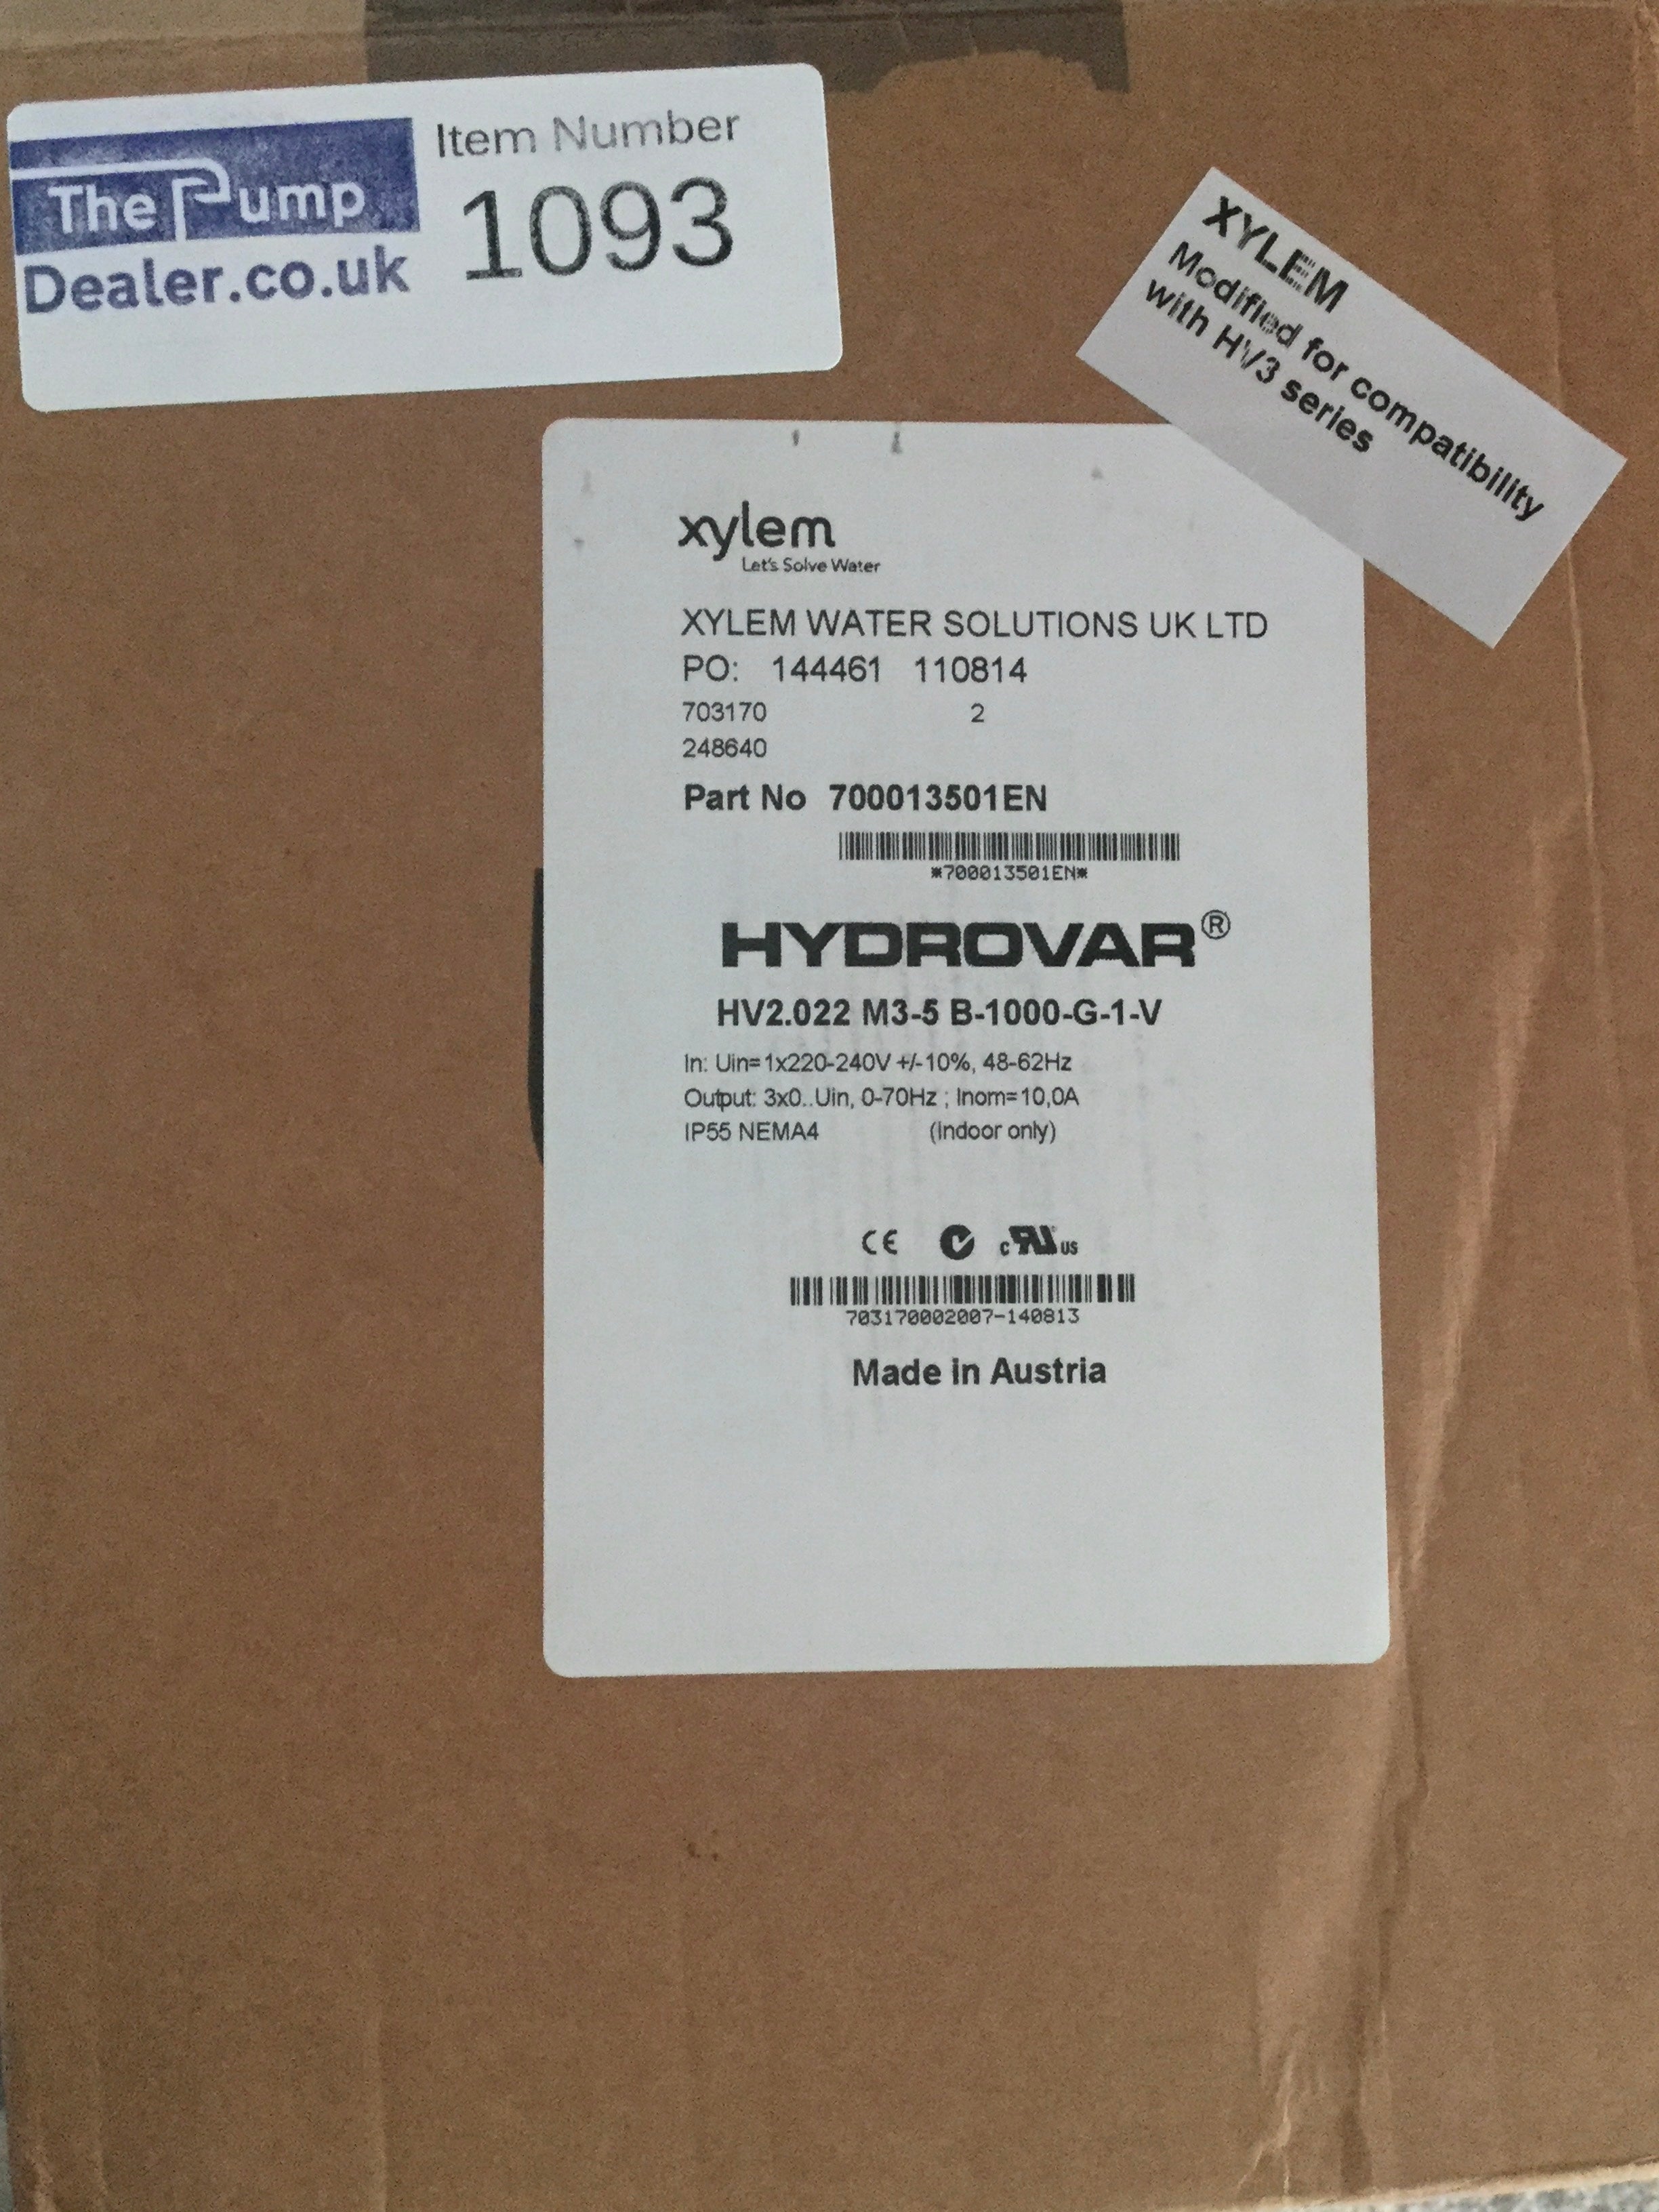 The Pump
Dealer.co.uk
Item Number
1093
XYLEM
Modified for compatibility
with HV3 series
xylem
Let's Solve Water
XYLEM WATER SOLUTIONS UK LTD
PO: 144461 110814
703170 2
248640
Part No 700013501EN
*700013501EN*
HYDROVAR®
HV2.022 M3-5 B-1000-G-1-V
In: Uin=1x220-240V +/-10%, 48-62Hz
Output: 3x0..Uin, 0-70Hz ; Inom=10,0A
IP55 NEMA4 (Indoor only)
CE c RU US
703170002007-140813
Made in Austria